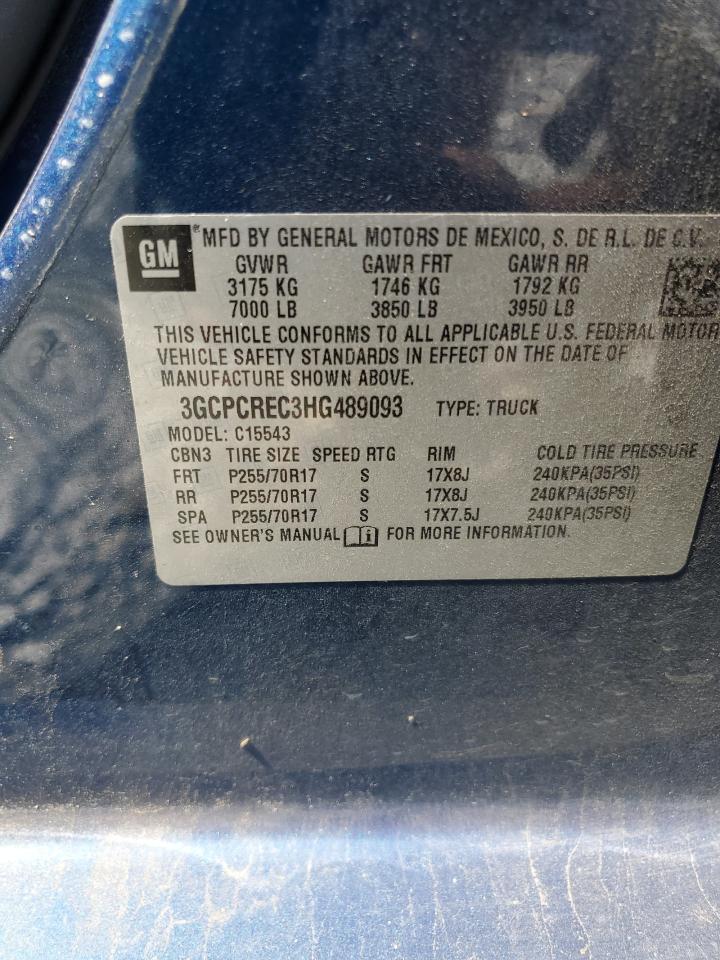 GM ® MFD BY GENERAL MOTORS DE MEXICO, S. DE R.L. DE C.V.
GVWR GAWR FRT GAWR RR
3175 KG 1746 KG 1792 KG
7000 LB 3850 LB 3950 LB
THIS VEHICLE CONFORMS TO ALL APPLICABLE U.S. FEDERAL MOTOR
VEHICLE SAFETY STANDARDS IN EFFECT ON THE DATE OF
MANUFACTURE SHOWN ABOVE.
3GCPCREC3HG489093 TYPE: TRUCK
MODEL: C15543
CBN3 TIRE SIZE SPEED RTG RIM COLD TIRE PRESSURE
FRT P255/70R17 S 17X8J 240KPA(35PSI)
RR P255/70R17 S 17X8J 240KPA(35PSI)
SPA P255/70R17 S 17X7.5J 240KPA(35PSI)
SEE OWNER'S MANUAL i FOR MORE INFORMATION.